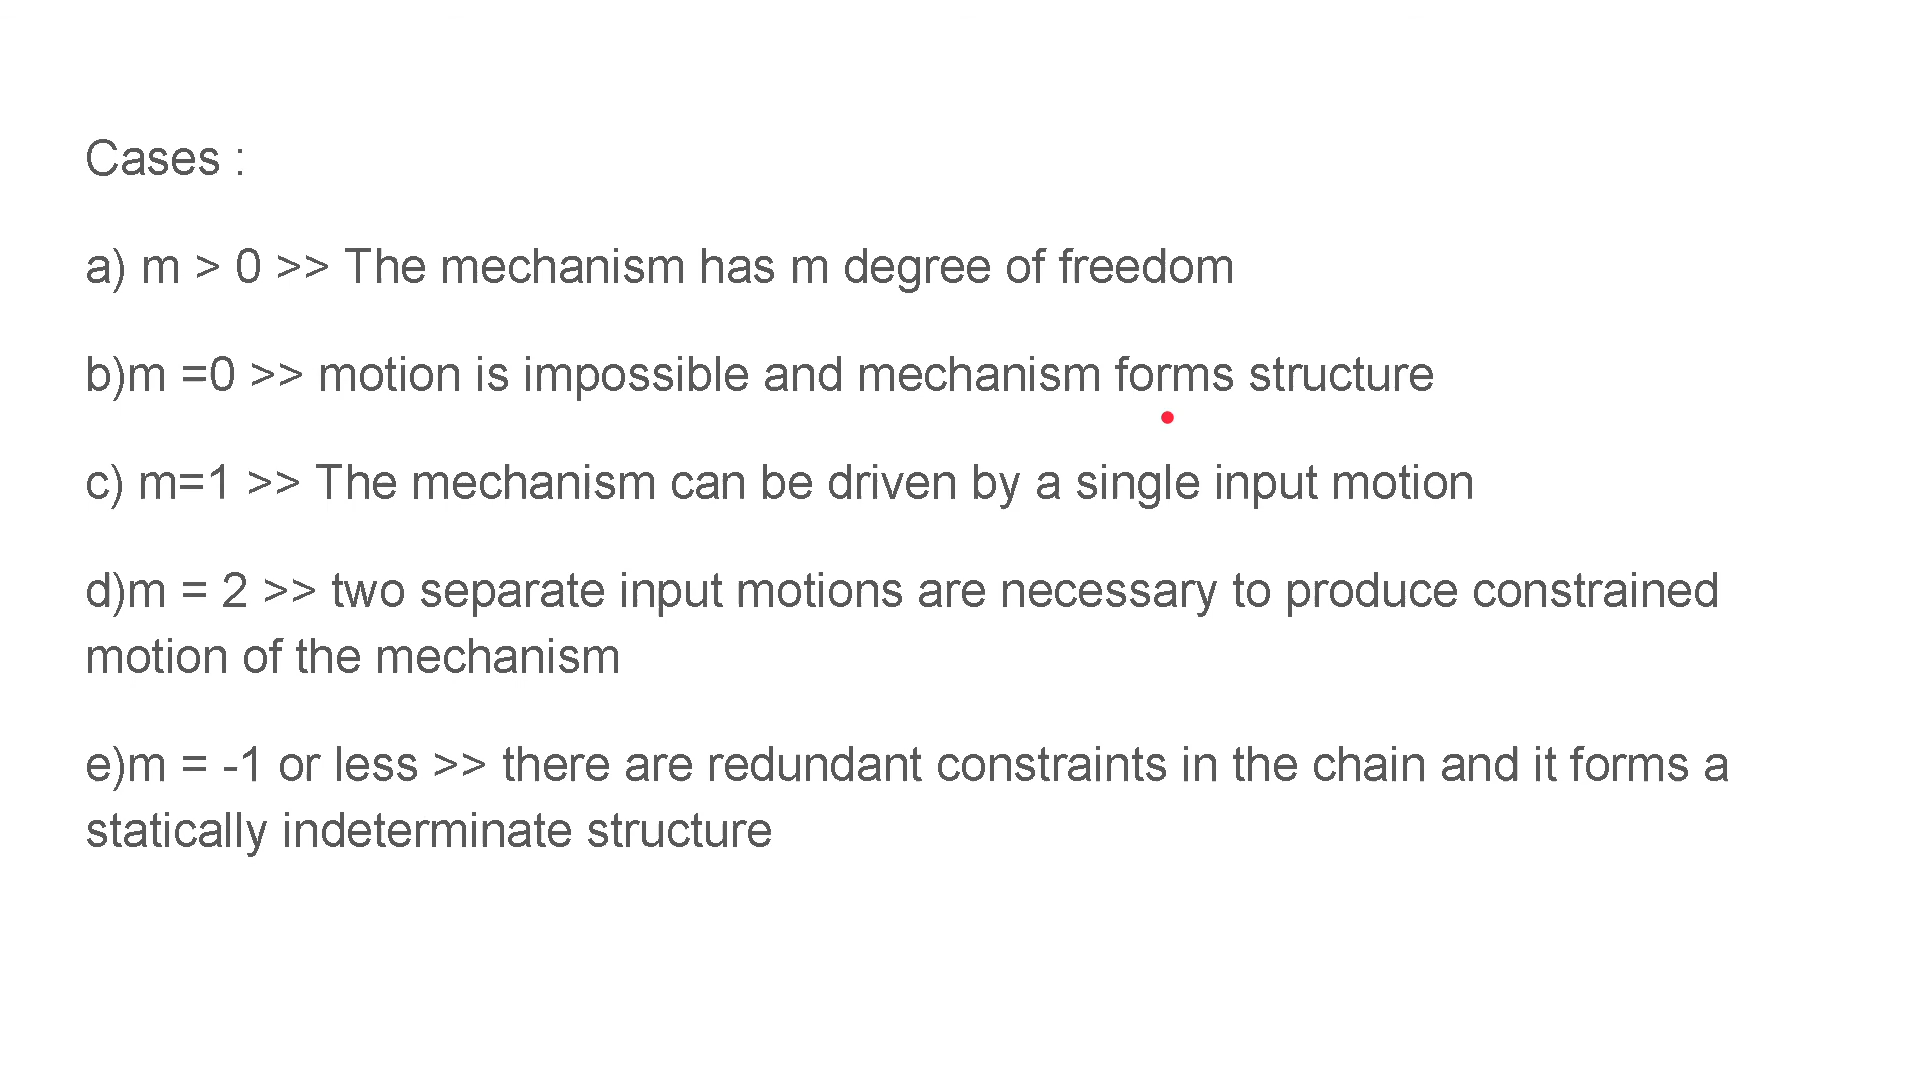 Cases :
a) m > 0 >> The mechanism has m degree of freedom
b)m =0 >> motion is impossible and mechanism forms structure
c) m=1 >> The mechanism can be driven by a single input motion
d)m = 2 >> two separate input motions are necessary to produce constrained
motion of the mechanism
e)m = -1 or less >> there are redundant constraints in the chain and it forms a
statically indeterminate structure